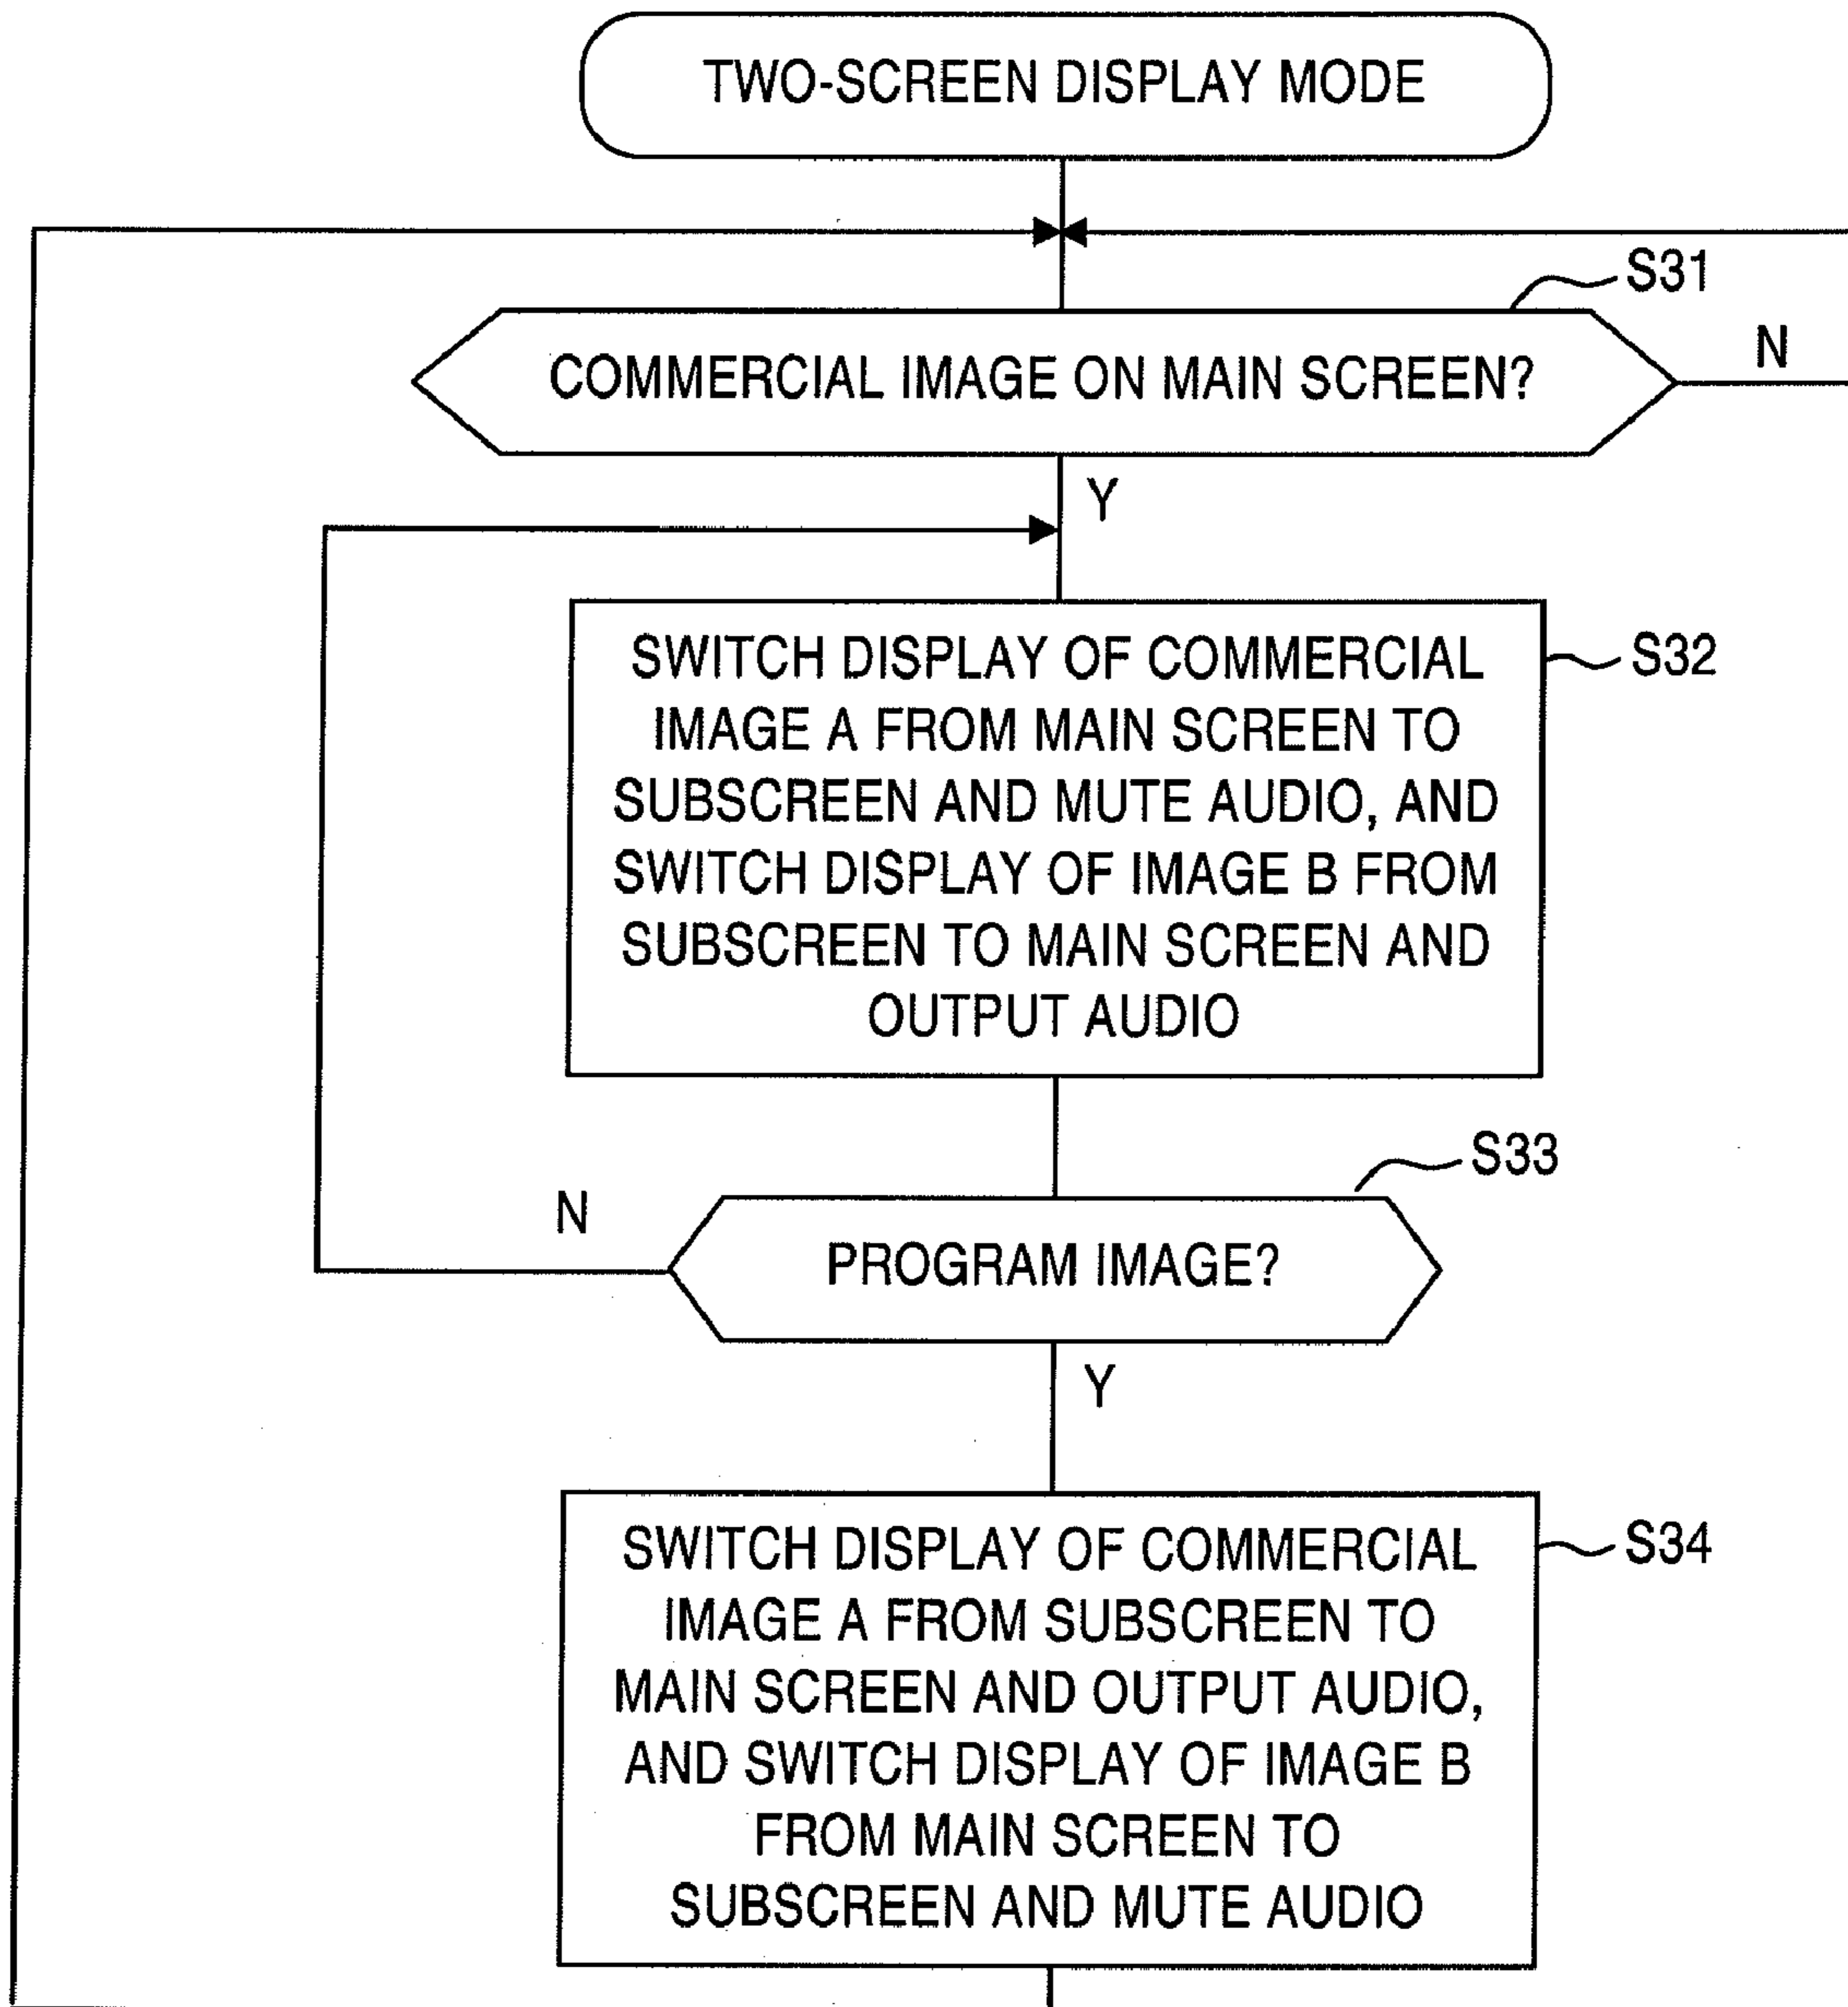 TWO-SCREEN DISPLAY MODE
S31
COMMERCIAL IMAGE ON MAIN SCREEN?
N
Y
SWITCH DISPLAY OF COMMERCIAL
IMAGE A FROM MAIN SCREEN TO
SUBSCREEN AND MUTE AUDIO, AND
SWITCH DISPLAY OF IMAGE B FROM
SUBSCREEN TO MAIN SCREEN AND
OUTPUT AUDIO
S32
S33
N
PROGRAM IMAGE?
Y
SWITCH DISPLAY OF COMMERCIAL
IMAGE A FROM SUBSCREEN TO
MAIN SCREEN AND OUTPUT AUDIO,
AND SWITCH DISPLAY OF IMAGE B
FROM MAIN SCREEN TO
SUBSCREEN AND MUTE AUDIO
S34